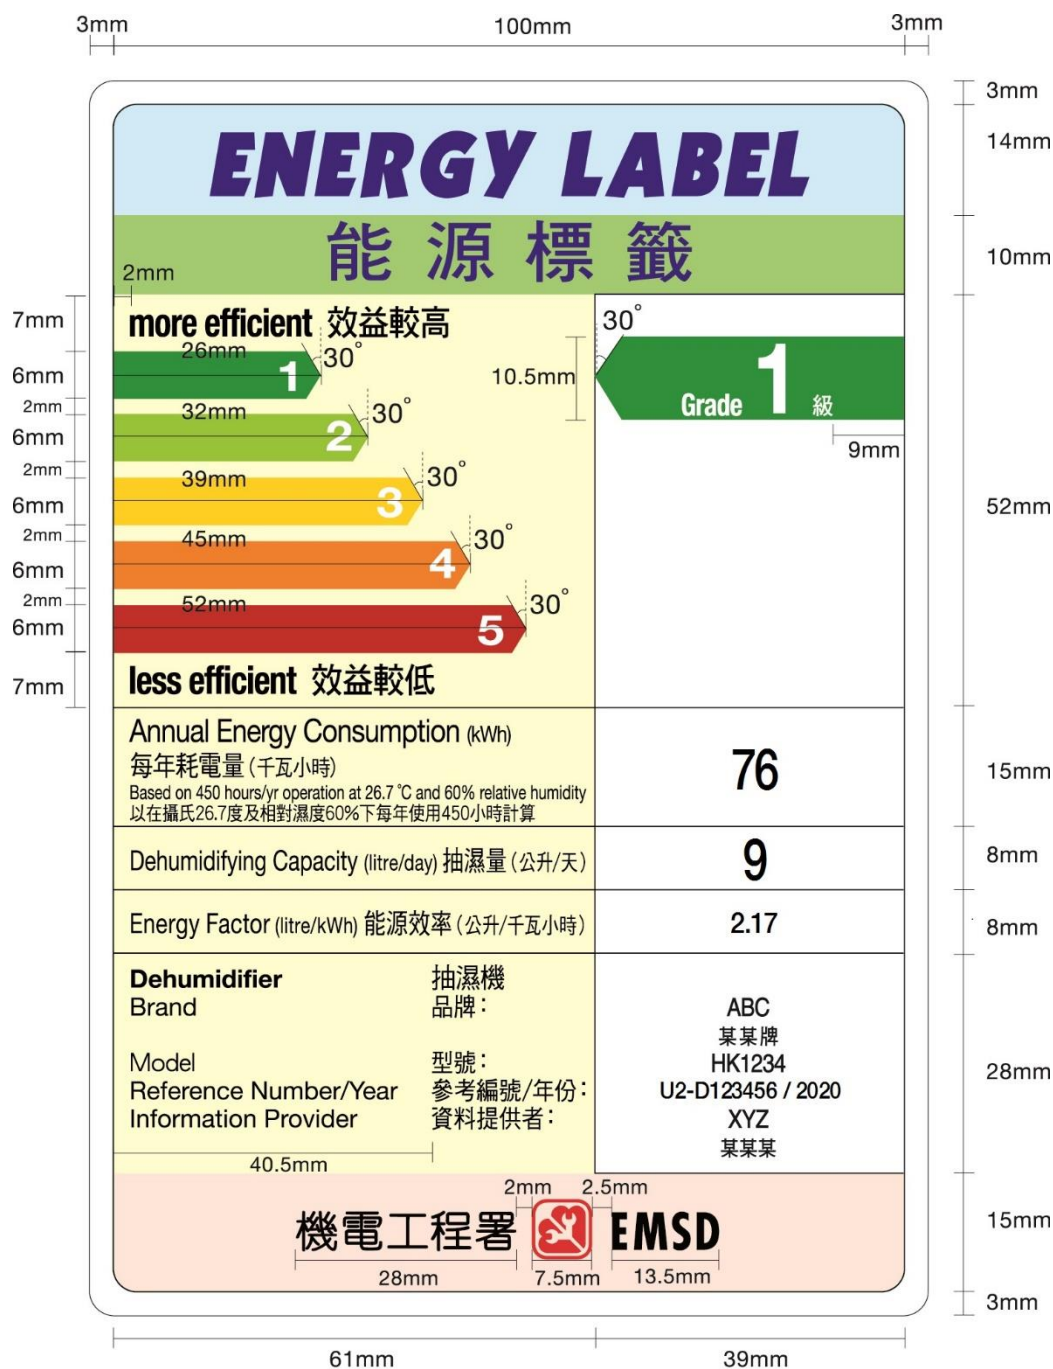 3mm 100mm 3mm
3mm
ENERGY LABEL
14mm
能源標籤
10mm
2mm
7mm
more efficient 效益較高
30°
26mm
30°
6mm
1
10.5mm
Grade 1 級
2mm
32mm
30°
6mm
2
9mm
2mm
39mm
30°
6mm
3
52mm
2mm
45mm
30°
6mm
4
2mm
52mm
30°
6mm
5
7mm
less efficient 效益較低
Annual Energy Consumption (kWh)
每年耗電量(千瓦小時)
Based on 450 hours/yr operation at 26.7 °C and 60% relative humidity
以在攝氏26.7度及相對濕度60%下每年使用450小時計算
76
15mm
Dehumidifying Capacity (litre/day) 抽濕量(公升/天)
9
8mm
Energy Factor (litre/kWh) 能源效率(公升/千瓦小時)
2.17
8mm
Dehumidifier 抽濕機
Brand 品牌: ABC
某某牌
Model 型號: HK1234
28mm
Reference Number/Year 參考編號/年份: U2-D123456 / 2020
Information Provider 資料提供者: XYZ
某某某
40.5mm
2mm 2.5mm
機電工程署 EMSD
15mm
28mm 7.5mm 13.5mm
3mm
61mm 39mm